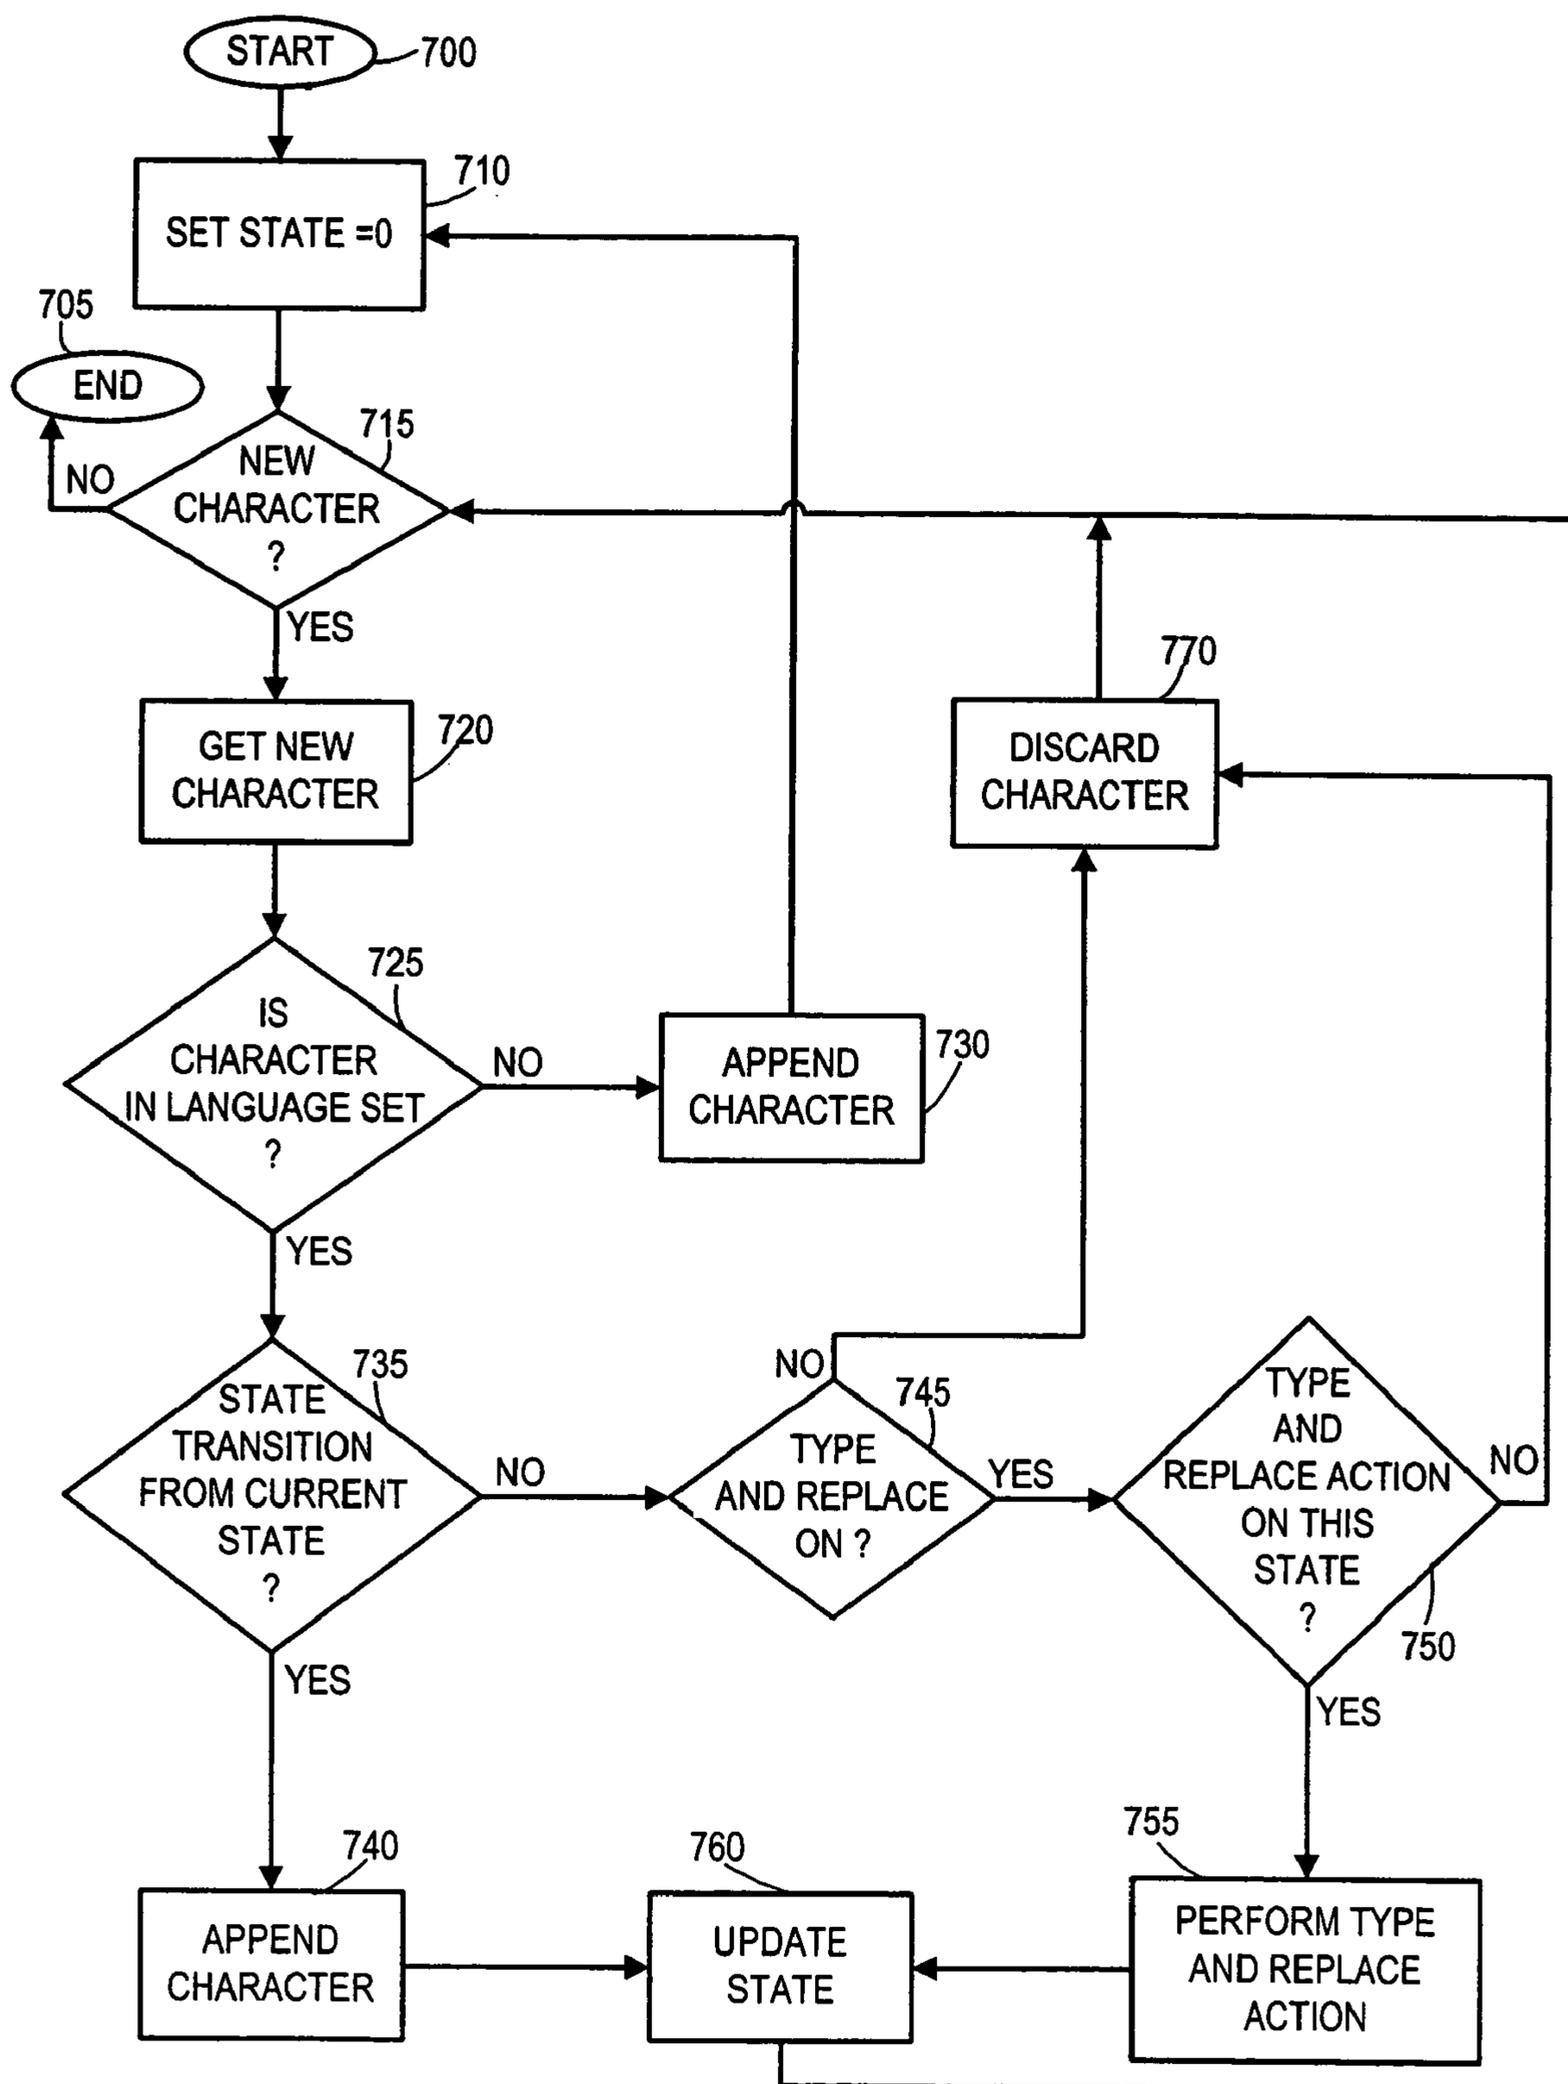 START
700
710
SET STATE =0
705
END
715
NEW
CHARACTER
?
NO
YES
720
GET NEW
CHARACTER
770
DISCARD
CHARACTER
725
IS
CHARACTER
IN LANGUAGE SET
?
NO
730
APPEND
CHARACTER
YES
735
STATE
TRANSITION
FROM CURRENT
STATE
?
NO
NO
745
TYPE
AND REPLACE
ON ?
YES
TYPE
AND
REPLACE ACTION
ON THIS
STATE
?
NO
750
YES
YES
740
APPEND
CHARACTER
760
UPDATE
STATE
755
PERFORM TYPE
AND REPLACE
ACTION